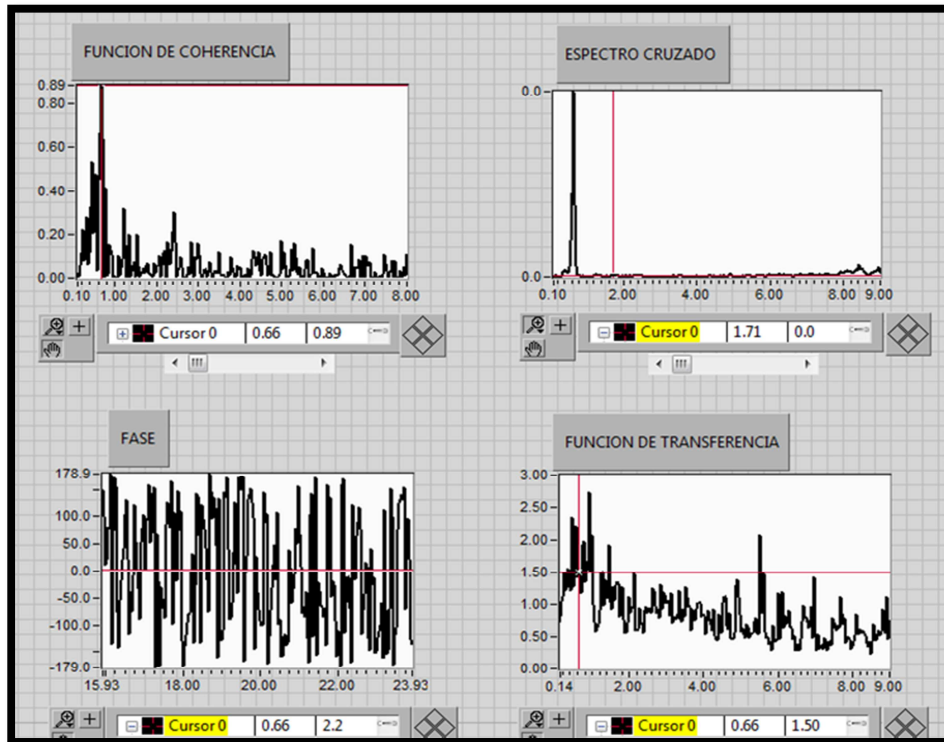 FUNCION DE COHERENCIA
0.89
0.80
0.60
0.40
0.20
0.00
0.10 1.00 2.00 3.00 4.00 5.00 6.00 7.00 8.00
Cursor 0 0.66 0.89
ESPECTRO CRUZADO
0.0
0.0
0.10 2.00 4.00 6.00 9.00
Cursor 0 1.71 0.0
FASE
178.9
100.0
50.0
0.0
-50.0
-100.0
-179.0
15.93 18.00 20.00 22.00 23.93
Cursor 0 0.66 2.2
FUNCION DE TRANSFERENCIA
3.00
2.50
2.00
1.50
1.00
0.50
0.00
0.14 2.00 4.00 6.00 8.00 9.00
Cursor 0 0.66 1.50